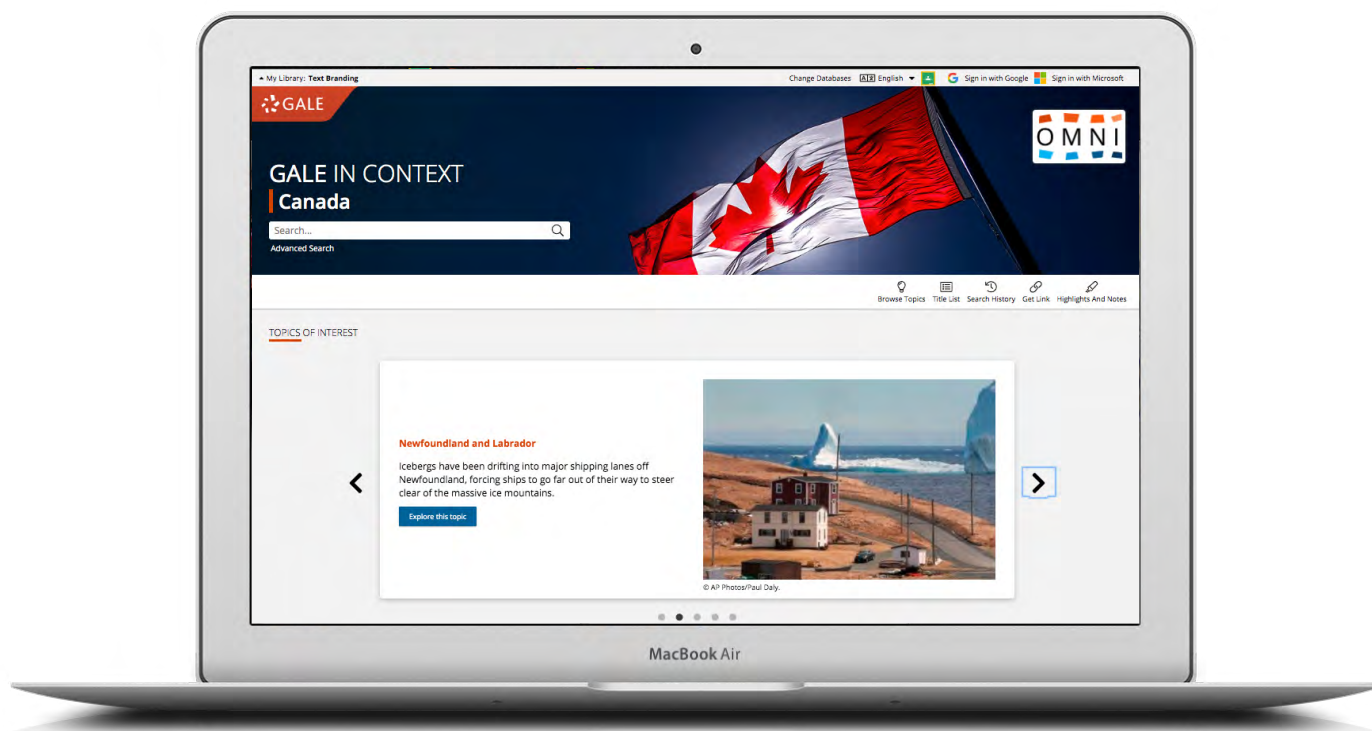 My Library: Text Branding
Change Databases English Sign in with Google Sign in with Microsoft
GALE
OMNI
GALE IN CONTEXT
Canada
Search...
Advanced Search
Browse Topics Title List Search History Get Link Highlights And Notes
TOPICS OF INTEREST
Newfoundland and Labrador
Icebergs have been drifting into major shipping lanes off
Newfoundland, forcing ships to go far out of their way to steer
clear of the massive ice mountains.
Explore this topic
© AP Photos/Paul Daly.
MacBook Air